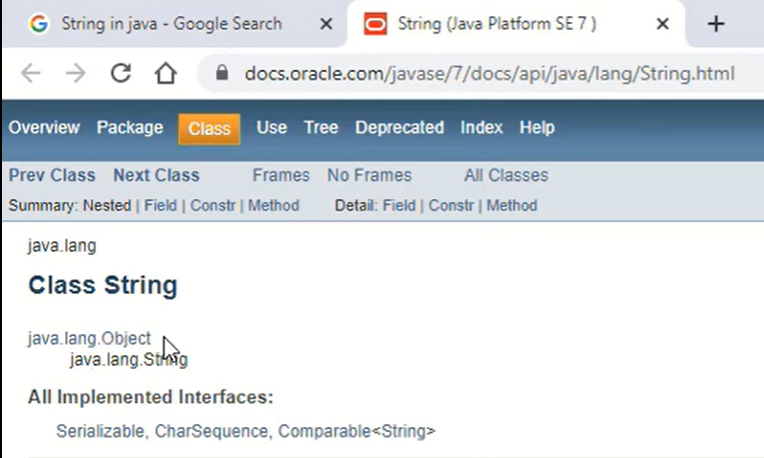 String in java - Google Search
String (Java Platform SE 7 )
docs.oracle.com/javase/7/docs/api/java/lang/String.html
Overview Package Class Use Tree Deprecated Index Help
Prev Class Next Class Frames No Frames All Classes
Summary: Nested | Field | Constr | Method Detail: Field | Constr | Method
java.lang
Class String
java.lang.Object
java.lang.String
All Implemented Interfaces:
Serializable, CharSequence, Comparable<String>